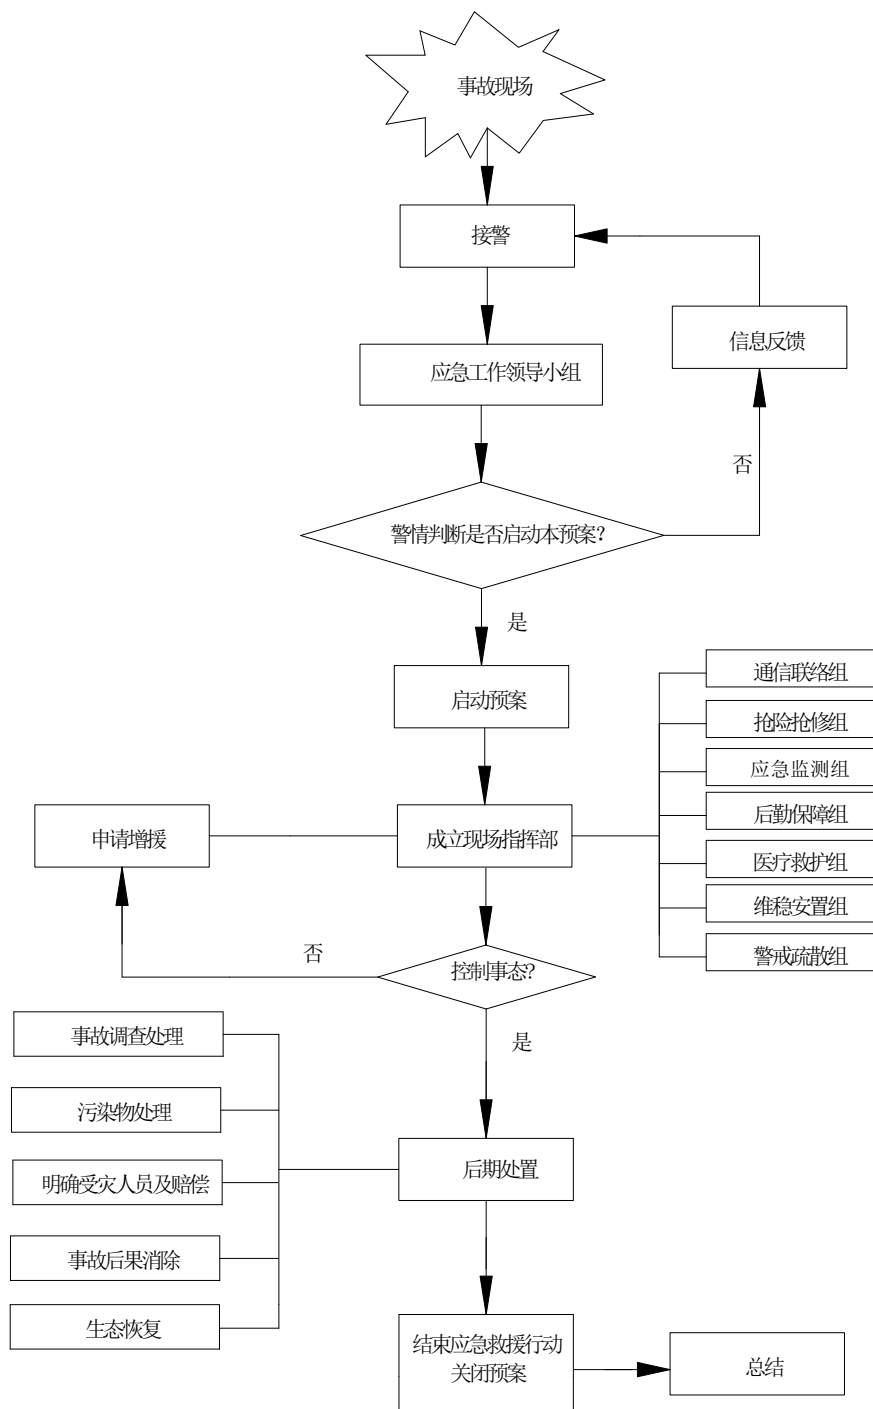 事故现场
接警
信息反馈
应急工作领导小组
否
警情判断是否启动本预案?
是
通信联络组
启动预案
抢险抢修组
应急监测组
后勤保障组
申请增援
成立现场指挥部
医疗救护组
维稳安置组
否
警戒疏散组
控制事态?
事故调查处理
是
污染物处理
后期处置
明确受灾人员及赔偿
事故后果消除
生态恢复
结束应急救援行动
关闭预案
总结